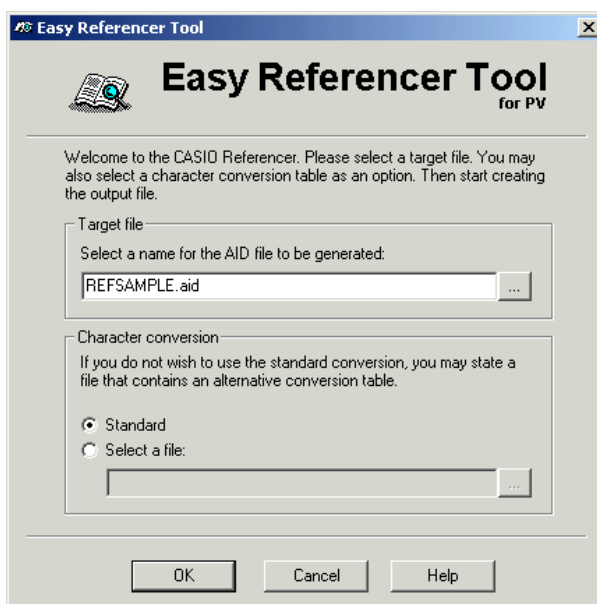 Easy Referencer Tool
Easy Referencer Tool
for PV
Welcome to the CASIO Referencer. Please select a target file. You may
also select a character conversion table as an option. Then start creating
the output file.
Target file
Select a name for the AID file to be generated:
REFSAMPLE.aid
...
Character conversion
If you do not wish to use the standard conversion, you may state a
file that contains an alternative conversion table.
Standard
Select a file:
...
OK Cancel Help